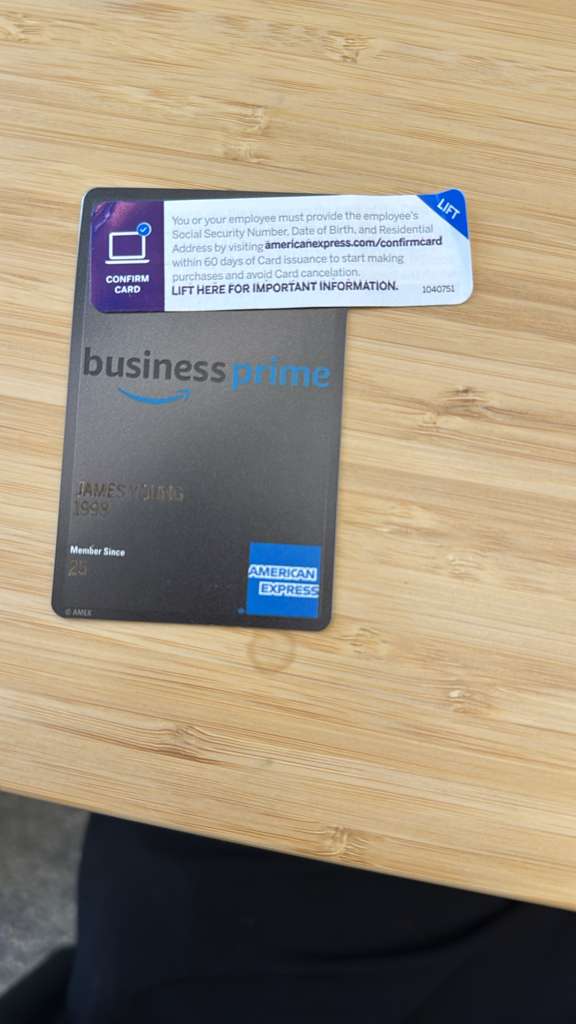 You or your employee must provide the employee's
Social Security Number, Date of Birth, and Residential
Address by visiting americanexpress.com/confirmcard
within 60 days of Card issuance to start making
purchases and avoid Card cancelation.
LIFT HERE FOR IMPORTANT INFORMATION. 1040751
LIFT
CONFIRM
CARD
business prime
JAMES YOUNG
1998
Member Since
25
AMERICAN
EXPRESS
© AMEX